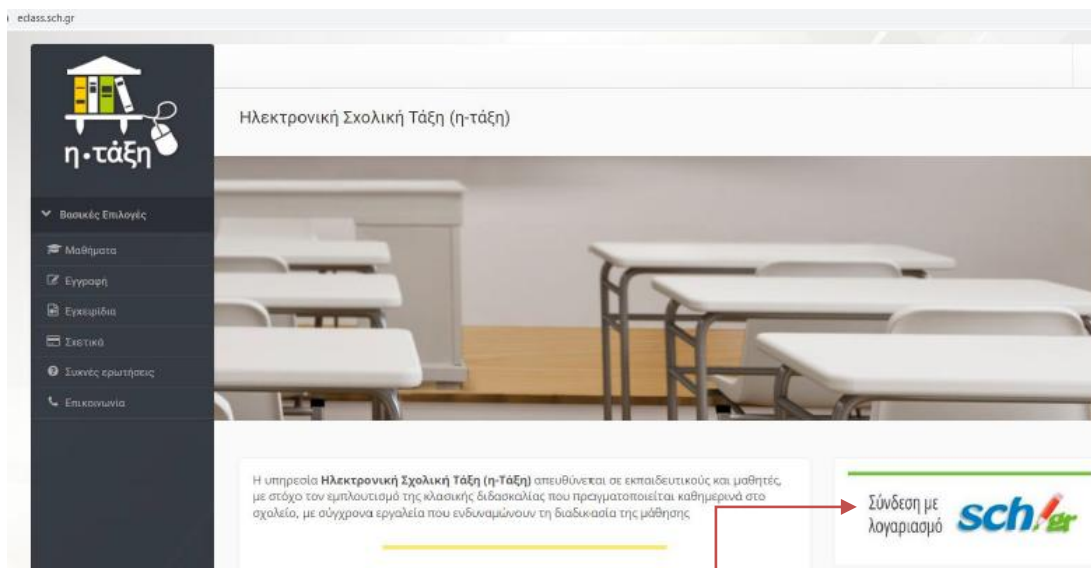 eclass.sch.gr
η•τάξη
Ηλεκτρονική Σχολική Τάξη (η-τάξη)
Βασικές Επιλογές
Μαθήματα
Εγγραφή
Εγχειρίδια
Σχετικά
Συχνές ερωτήσεις
Επικοινωνία
Η υπηρεσία Ηλεκτρονική Σχολική Τάξη (η-Τάξη) απευθύνεται σε εκπαιδευτικούς και μαθητές,
με στόχο τον εμπλουτισμό της κλασικής διδασκαλίας που πραγματοποιείται καθημερινά στο
σχολείο, με σύγχρονα εργαλεία που ενδυναμώνουν τη διαδικασία της μάθησης
Σύνδεση με
λογαριασμό
sch.gr